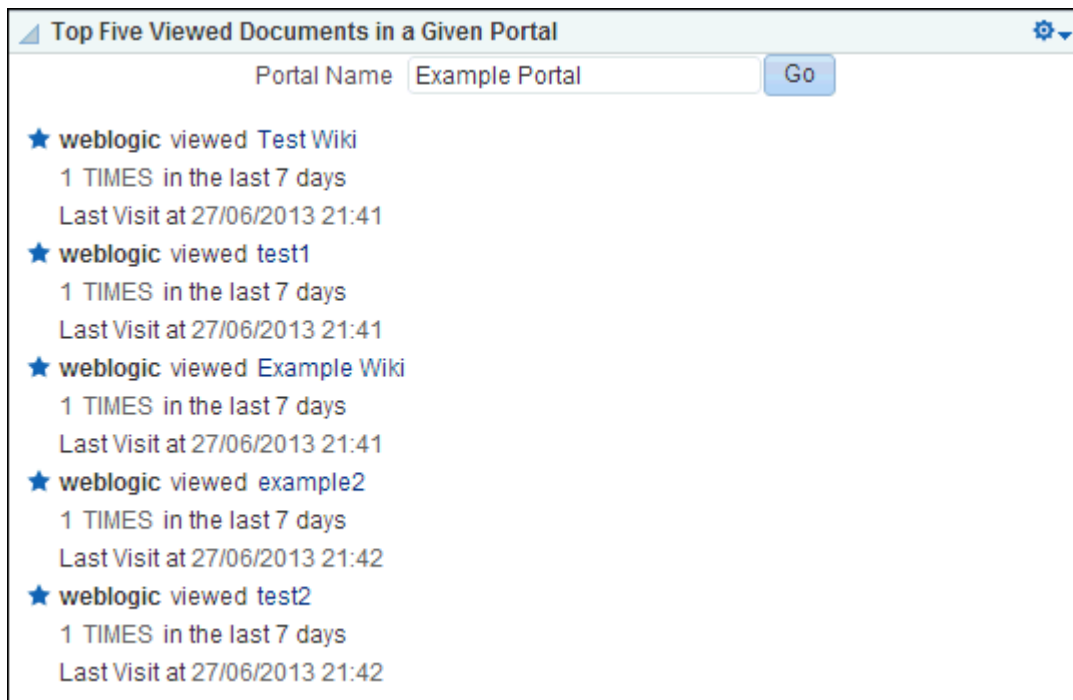 Top Five Viewed Documents in a Given Portal
Portal Name Example Portal Go
weblogic viewed Test Wiki
1 TIMES in the last 7 days
Last Visit at 27/06/2013 21:41
weblogic viewed test1
1 TIMES in the last 7 days
Last Visit at 27/06/2013 21:41
weblogic viewed Example Wiki
1 TIMES in the last 7 days
Last Visit at 27/06/2013 21:41
weblogic viewed example2
1 TIMES in the last 7 days
Last Visit at 27/06/2013 21:42
weblogic viewed test2
1 TIMES in the last 7 days
Last Visit at 27/06/2013 21:42